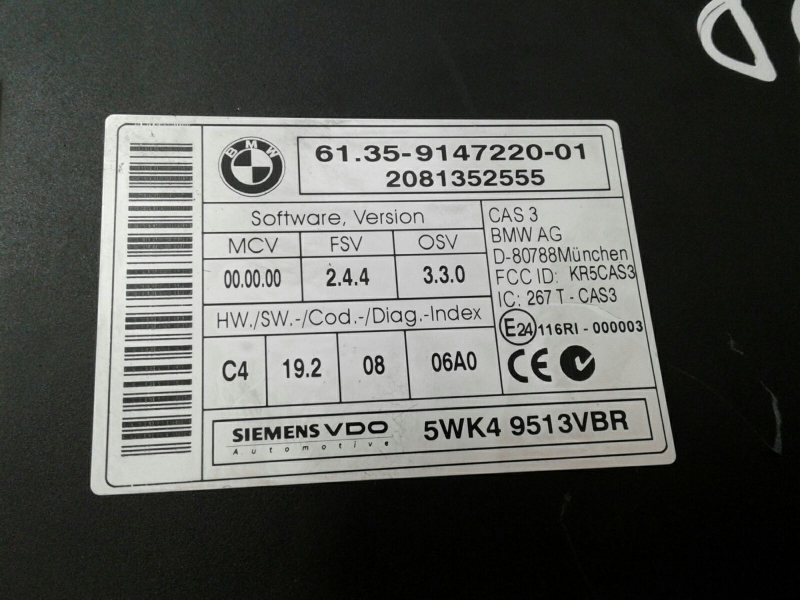 BMW
61.35-9147220-01
2081352555
Software, Version
MCV FSV OSV
00.00.00 2.4.4 3.3.0
HW./SW.-/Cod.-/Diag.-Index
C4 19.2 08 06A0
CAS 3
BMW AG
D-80788München
FCC ID: KR5CAS3
IC: 267 T - CAS3
E24 116RI - 000003
CE
SIEMENS VDO
Automotive
5WK4 9513VBR